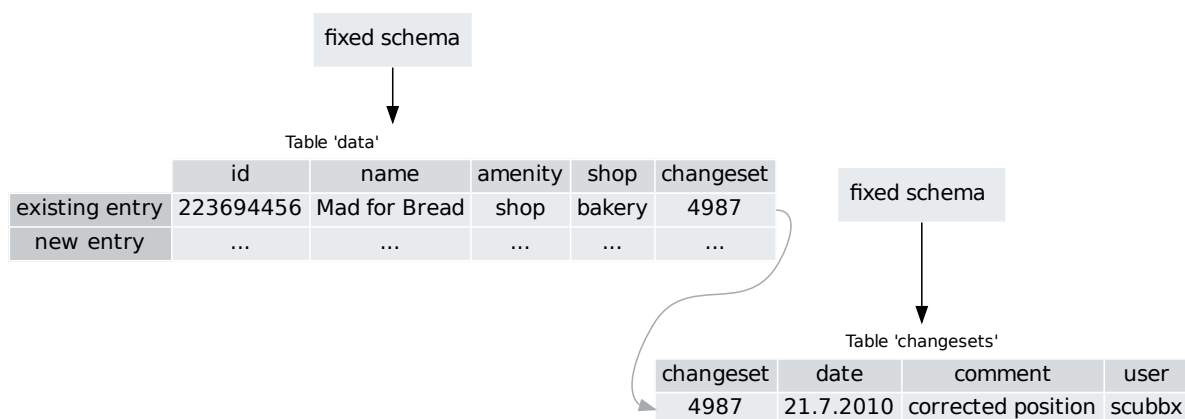 fixed schema
Table 'data'
id name amenity shop changeset
existing entry 223694456 Mad for Bread shop bakery 4987
new entry ... ... ... ... ...
fixed schema
Table 'changesets'
changeset date comment user
4987 21.7.2010 corrected position scubbx